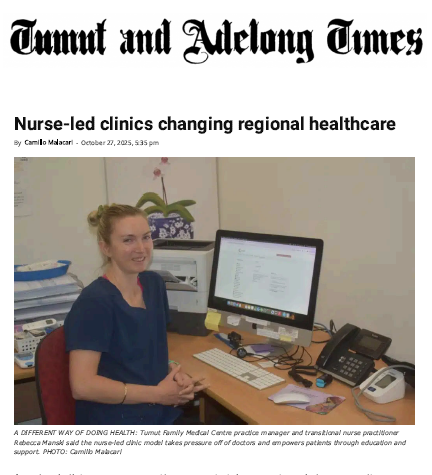 Tumut and Adelong Times
Nurse-led clinics changing regional healthcare
By Camillo Malacari - October 27, 2025, 5:35 pm
A DIFFERENT WAY OF DOING HEALTH: Tumut Family Medical Centre practice manager and transitional nurse practitioner
Rebecca Manski said the nurse-led clinic model takes pressure off of doctors and empowers patients through education and
support. PHOTO: Camillo Malacari